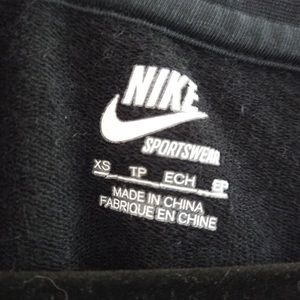 NIKE
SPORTSWEAR
XS TP ECH EP
MADE IN CHINA
FABRIQUE EN CHINE